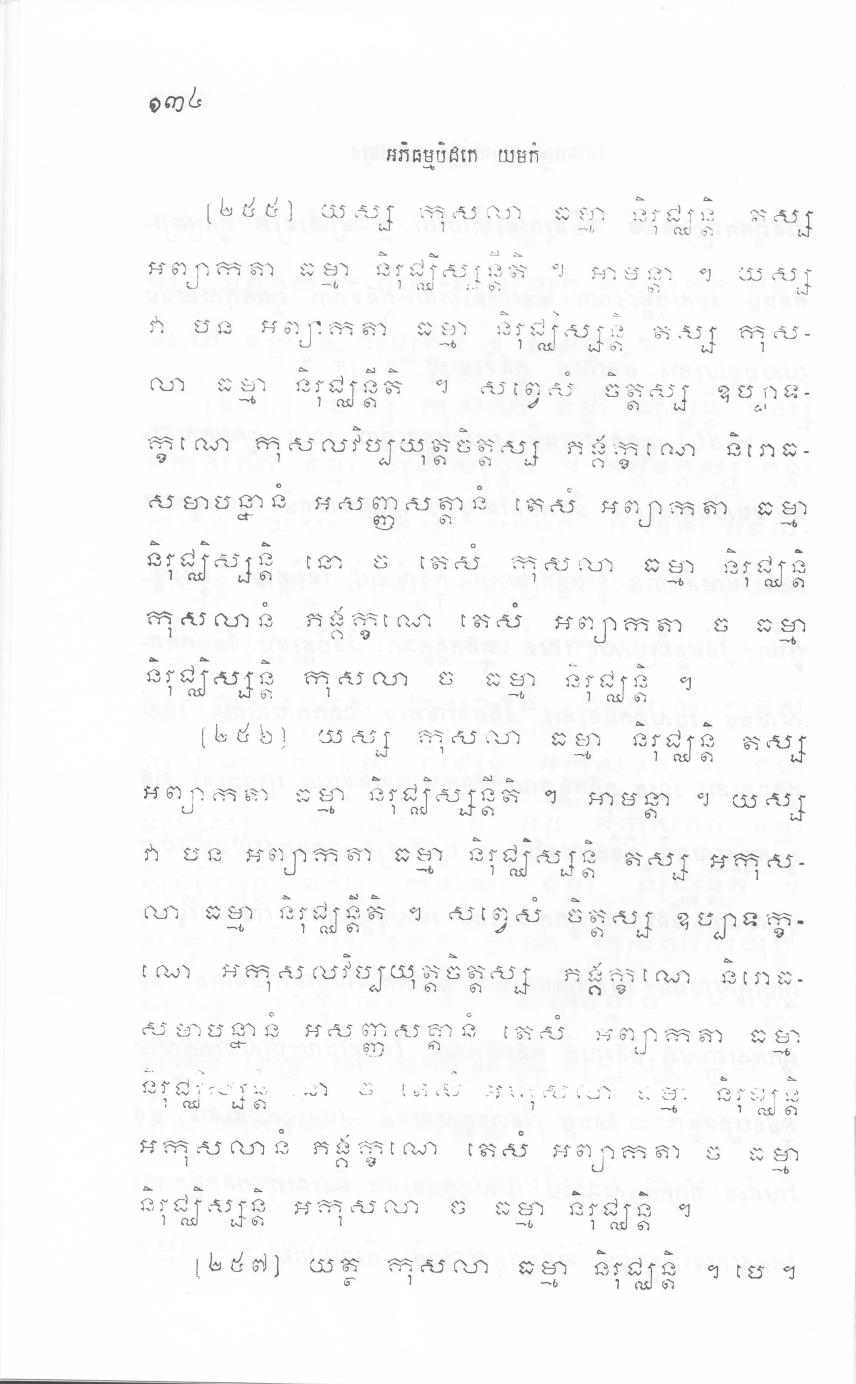 ១៣៤
អភិធម្មបិដកេ យមកំ
[២៥៥] យស្ស កុសលា ធម្មា និរុជ្ឈន្តិ តស្ស
អព្យាកតា ធម្មា និរុជ្ឈិស្សន្តីតិ ។ អាមន្តា ។ យស្ស
វា បន អព្យាកតា ធម្មា និរុជ្ឈិស្សន្តិ តស្ស កុស-
លា ធម្មា និរុជ្ឈន្តីតិ ។ សព្វេសំ ចិត្តស្ស ឧប្បាទ-
ក្ខណេ កុសលវិប្បយុត្តចិត្តស្ស ភង្គក្ខណេ និរោធ-
សមាបន្នានំ អសញ្ញសត្តានំ តេសំ អព្យាកតា ធម្មា
និរុជ្ឈិស្សន្តិ នោ ច តេសំ កុសលា ធម្មា និរុជ្ឈន្តិ
កុសលានំ ភង្គក្ខណេ តេសំ អព្យាកតា ច ធម្មា
និរុជ្ឈិស្សន្តិ កុសលា ច ធម្មា និរុជ្ឈន្តិ ។
[២៥៦] យស្ស កុសលា ធម្មា និរុជ្ឈន្តិ តស្ស
អព្យាកតា ធម្មា និរុជ្ឈិស្សន្តីតិ ។ អាមន្តា ។ យស្ស
វា បន អព្យាកតា ធម្មា និរុជ្ឈិស្សន្តិ តស្ស អកុស-
លា ធម្មា និរុជ្ឈន្តីតិ ។ សព្វេសំ ចិត្តស្ស ឧប្បាទក្ខ-
ណេ អកុសលវិប្បយុត្តចិត្តស្ស ភង្គក្ខណេ និរោធ-
សមាបន្នានំ អសញ្ញសត្តានំ តេសំ អព្យាកតា ធម្មា
និរុជ្ឈិស្សន្តិ នោ ច តេសំ អកុសលា ធម្មា និរុជ្ឈន្តិ
អកុសលានំ ភង្គក្ខណេ តេសំ អព្យាកតា ច ធម្មា
និរុជ្ឈិស្សន្តិ អកុសលា ច ធម្មា និរុជ្ឈន្តិ ។
[២៥៧] យត្ថ កុសលា ធម្មា និរុជ្ឈន្តិ ។ បេ ។